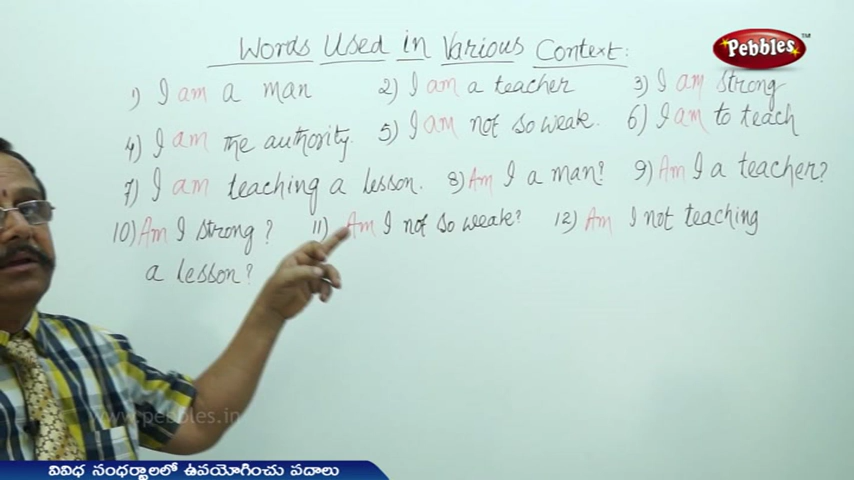 Words Used in Various Context:
Pebbles
1) I am a man 2) I am a teacher 3) I am strong
4) I am the authority. 5) I am not so weak. 6) I am to teach
7) I am teaching a lesson. 8) Am I a man? 9) Am I a teacher?
10) Am I strong? 11) Am I not so weak? 12) Am I not teaching
a lesson?
www.pebbles.in
వివిధ సంధర్భాలలో ఉపయోగించు పదాలు